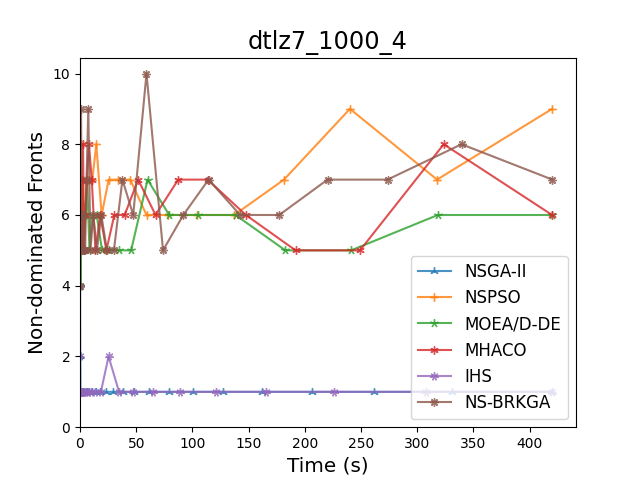 dtlz7_1000_4
Non-dominated Fronts
10
8
6
4
2
0
0 50 100 150 200 250 300 350 400
Time (s)
NSGA-II
NSPSO
MOEA/D-DE
MHACO
IHS
NS-BRKGA